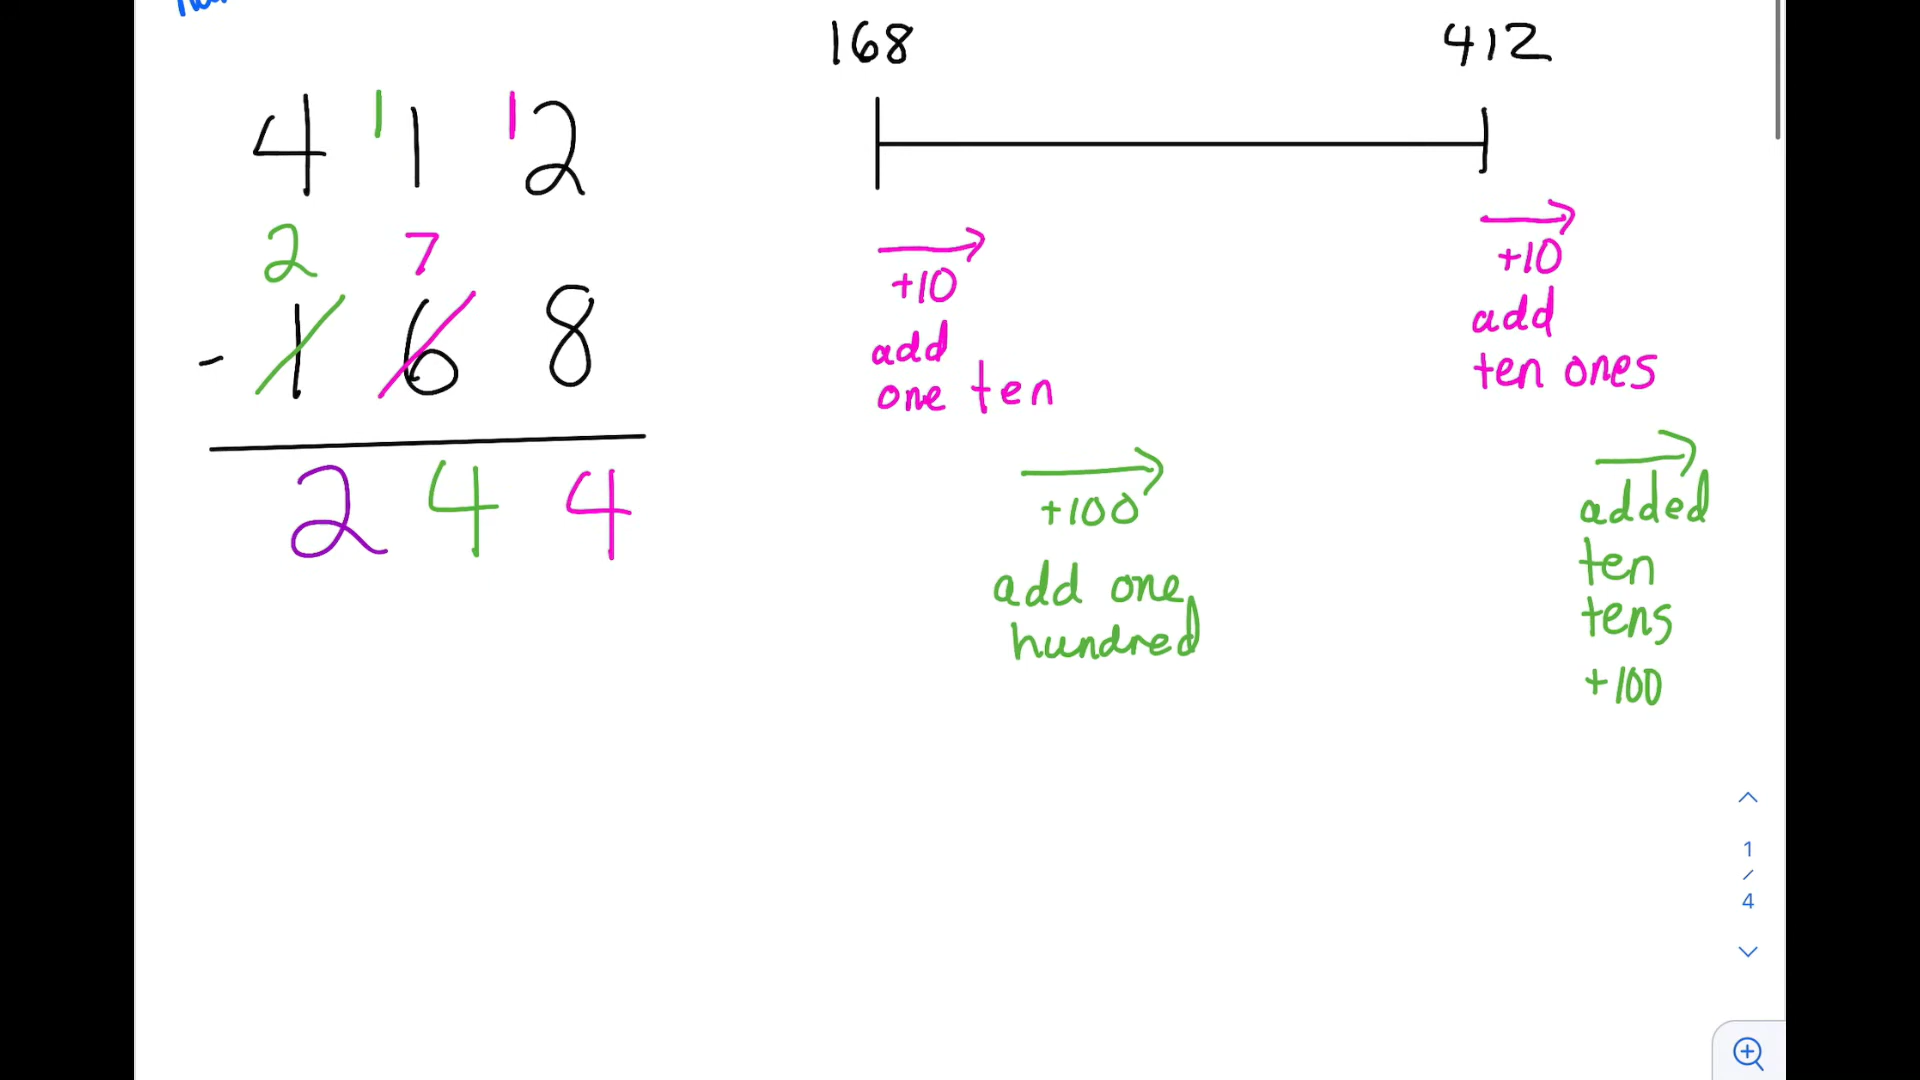 4 1 1 1 2
2 7
- 1 6 8
2 4 4
168 412
+10
add
one ten
+10
add
ten ones
+100
add one
hundred
added
ten
tens
+100
1
/
4